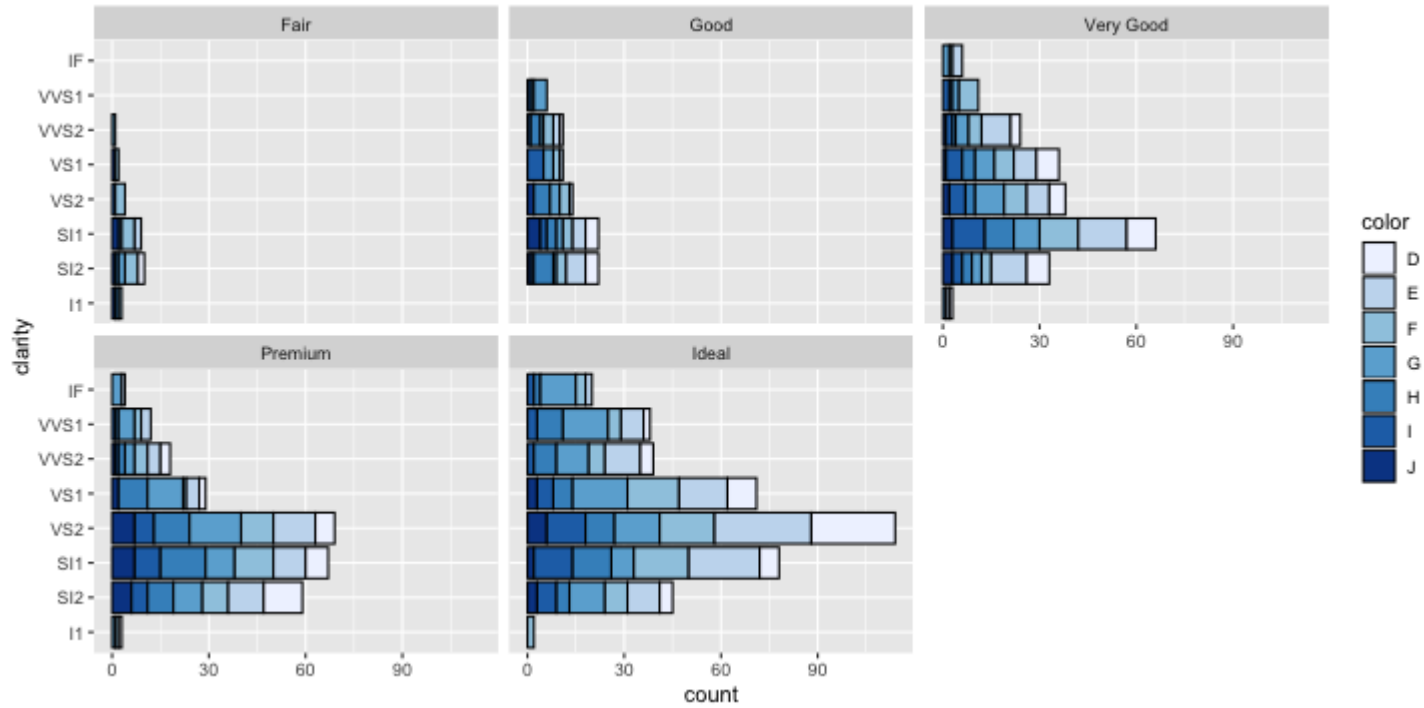 Fair
Good
Very Good
IF
VVS1
VVS2
VS1
VS2
SI1
SI2
I1
0 30 60 90
Premium
Ideal
IF
VVS1
VVS2
VS1
VS2
SI1
SI2
I1
0 30 60 90
0 30 60 90
clarity
count
color
D
E
F
G
H
I
J